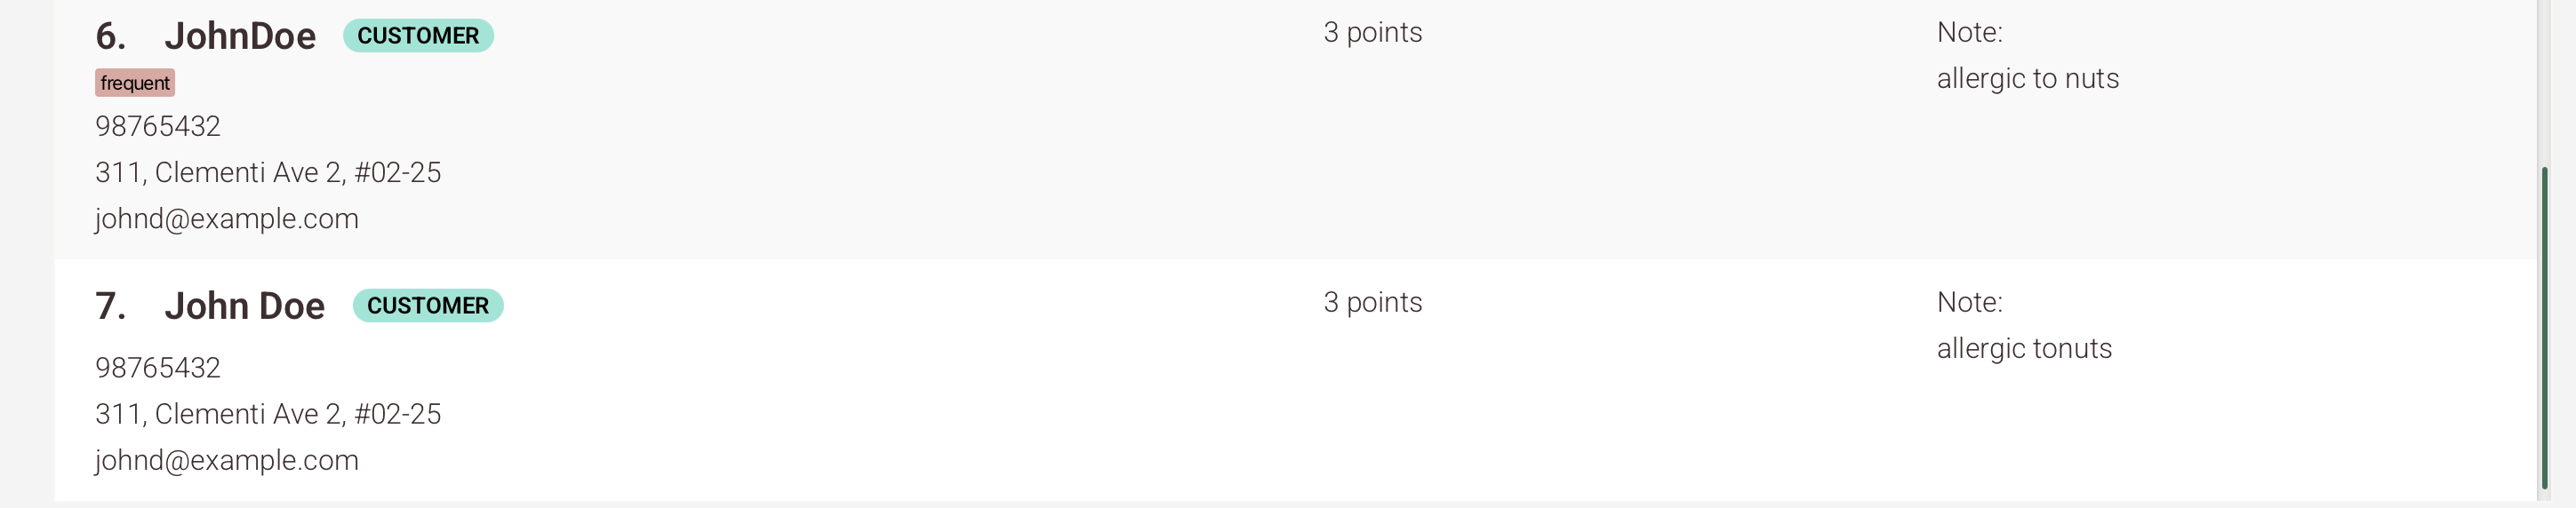 6. JohnDoe CUSTOMER
frequent
98765432
311, Clementi Ave 2, #02-25
johnd@example.com
3 points
Note:
allergic to nuts
7. John Doe CUSTOMER
98765432
311, Clementi Ave 2, #02-25
johnd@example.com
3 points
Note:
allergic tonuts